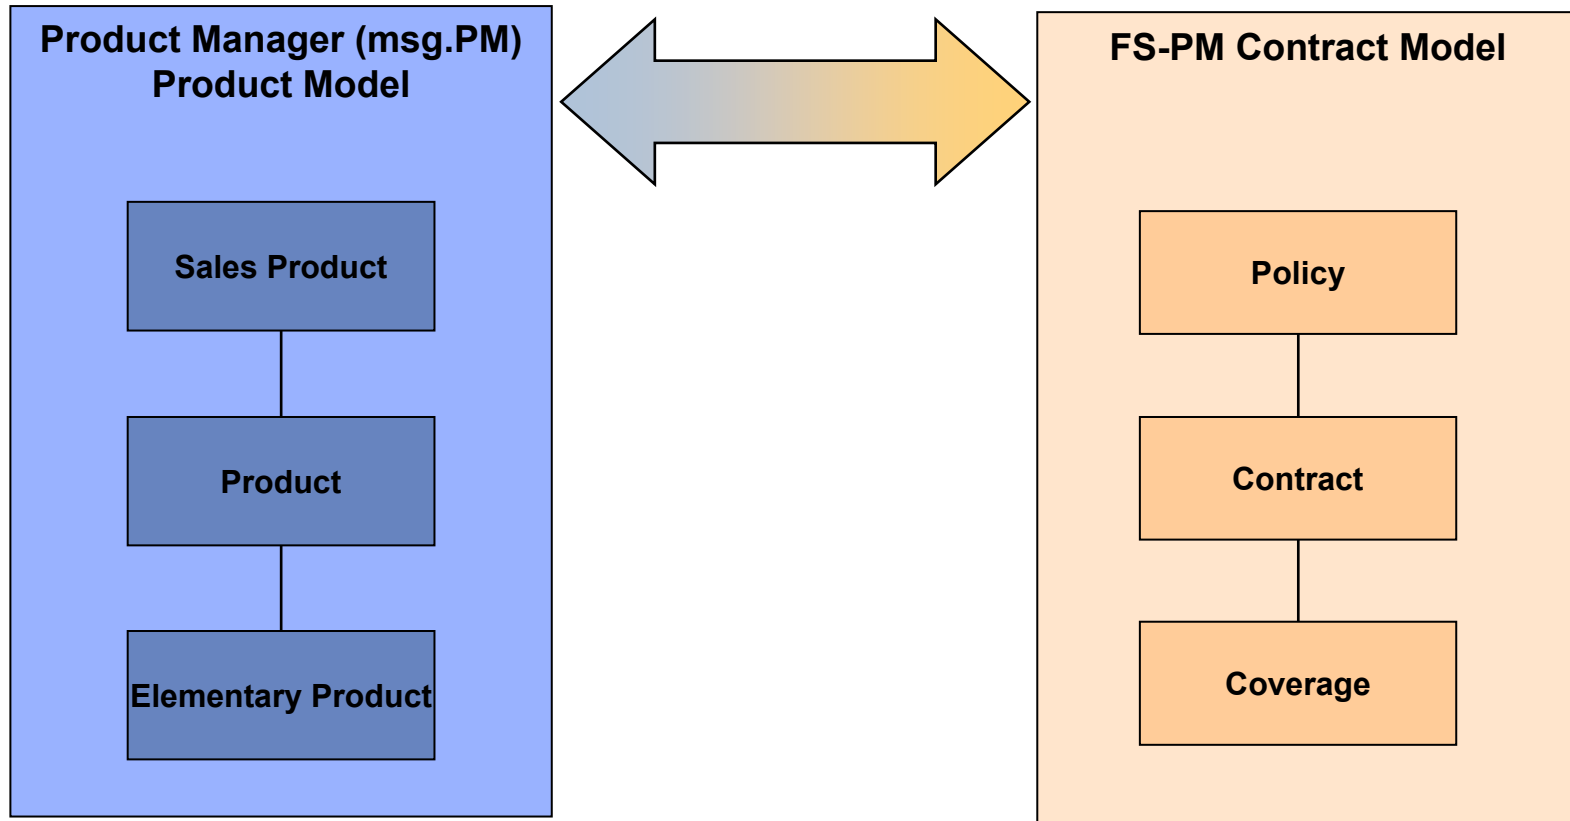 Product Manager (msg.PM)
Product Model
Sales Product
Product
Elementary Product
FS-PM Contract Model
Policy
Contract
Coverage